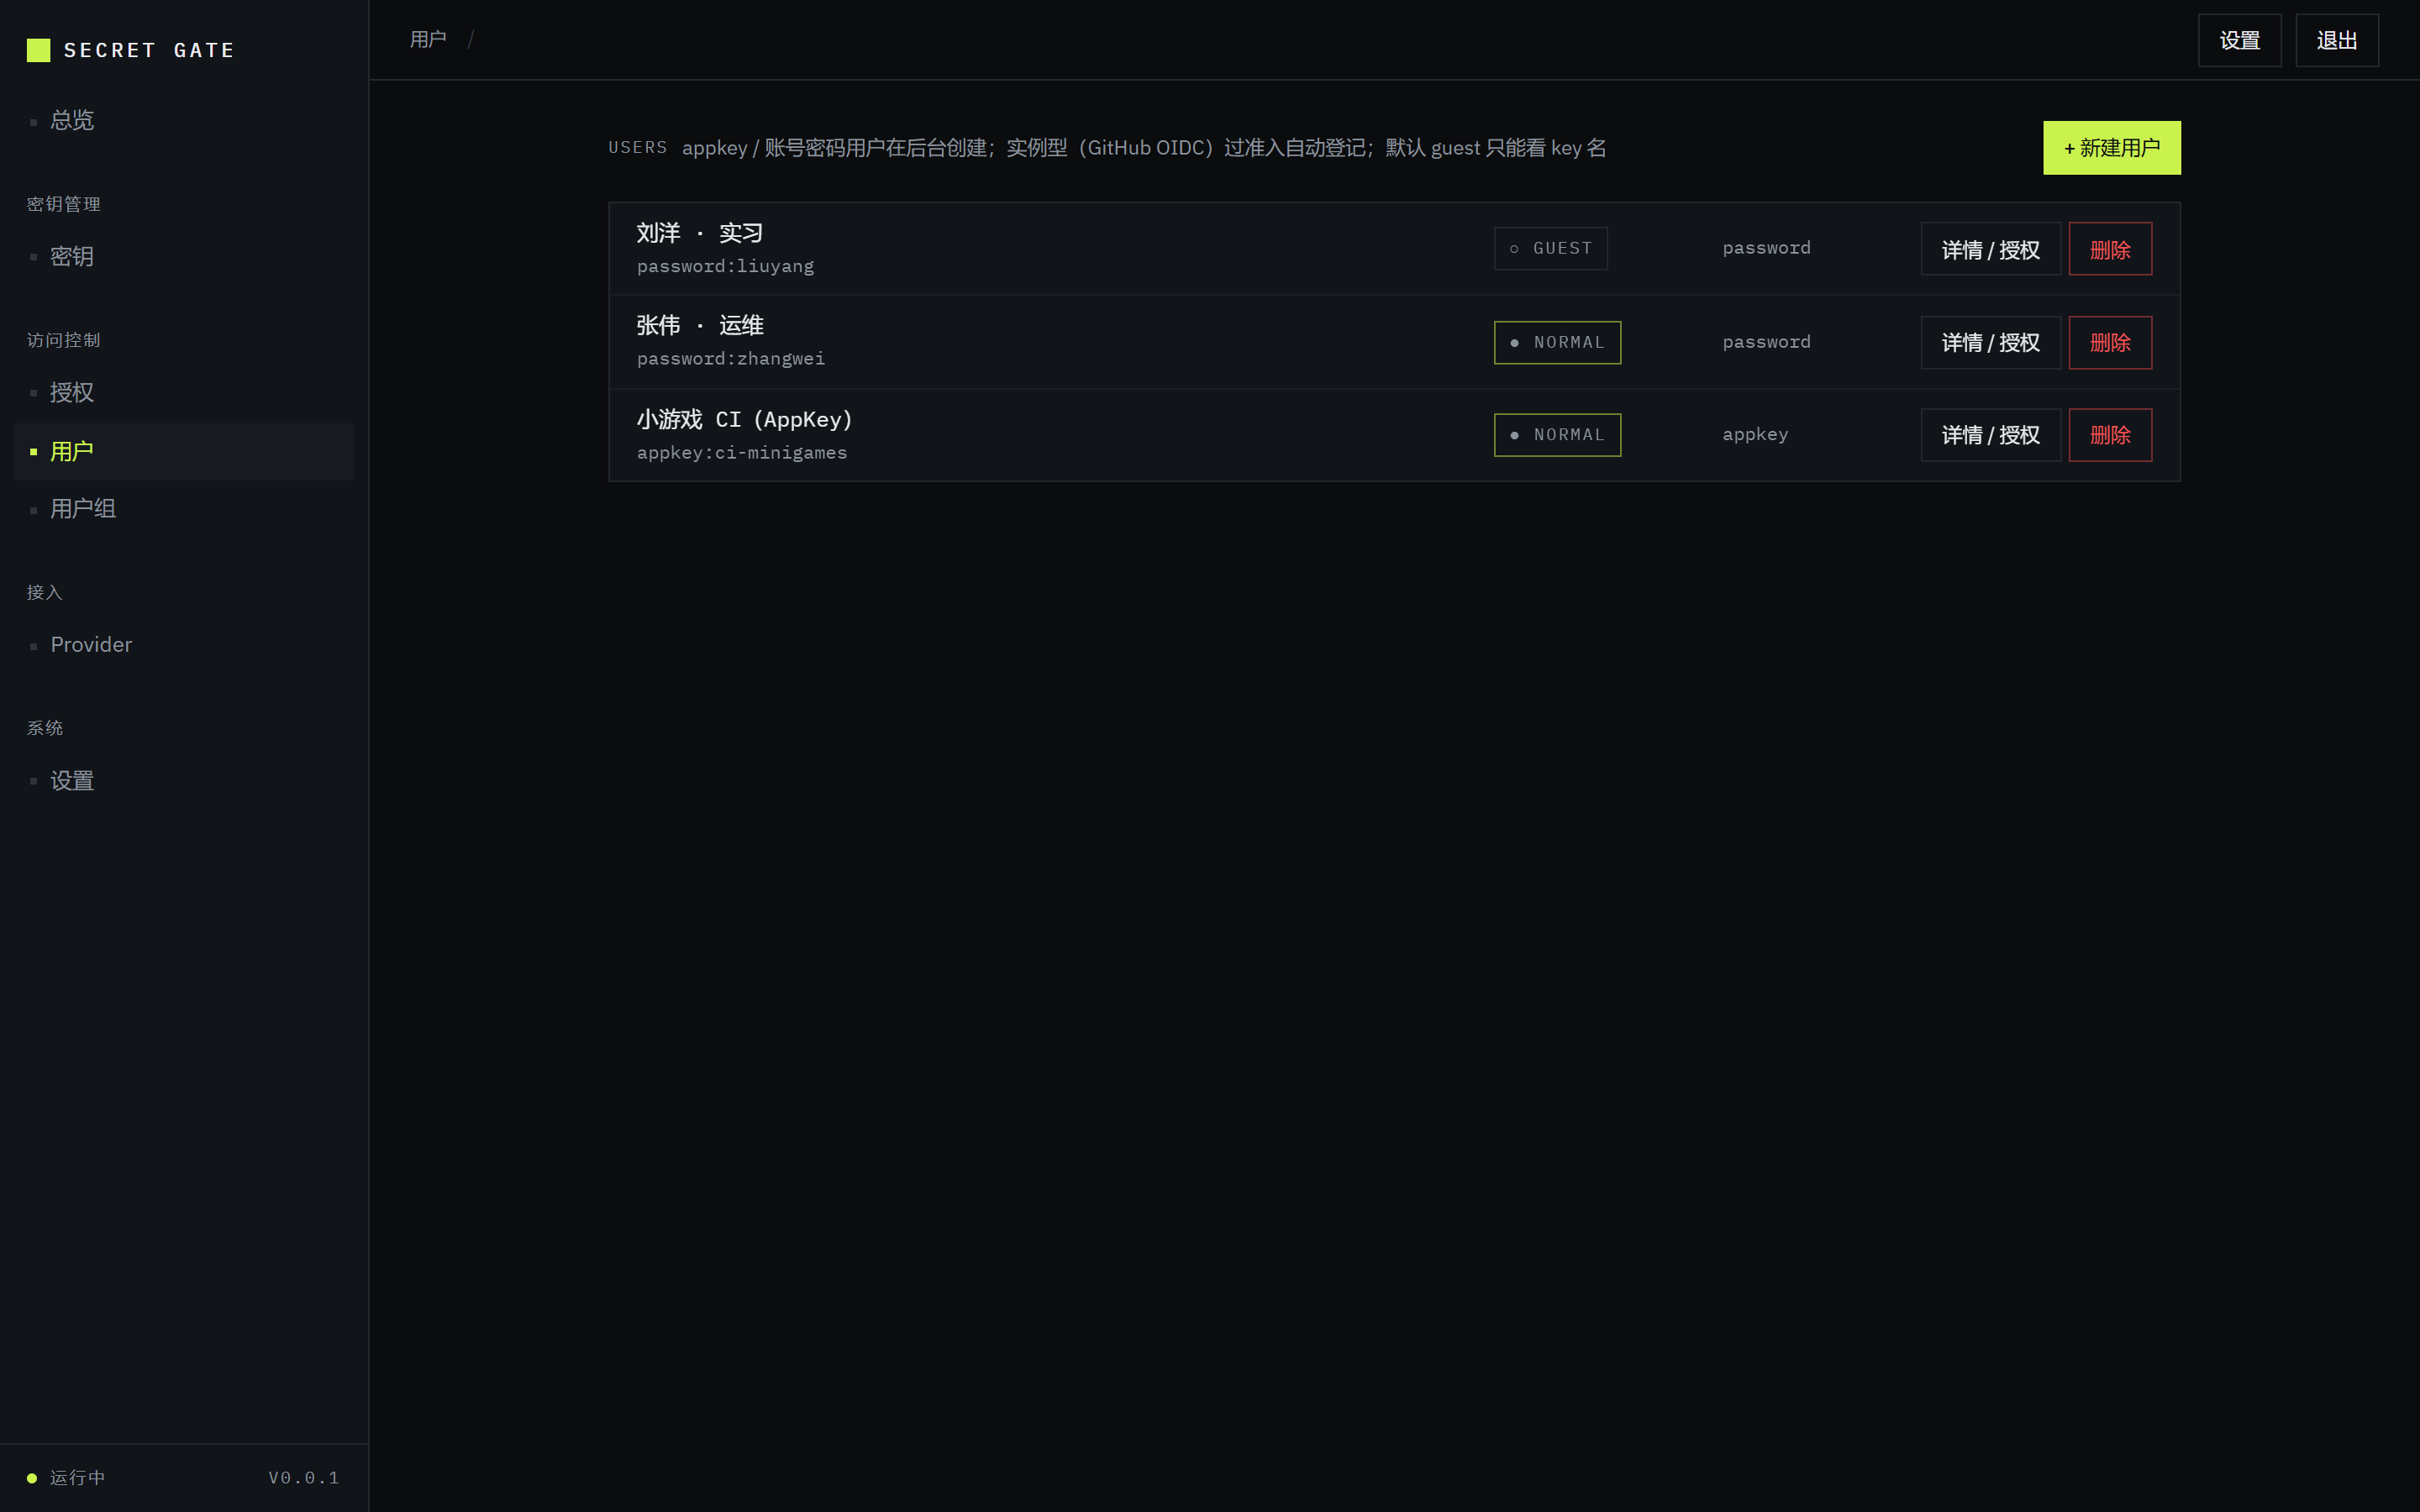 SECRET GATE
总览
密钥管理
密钥
访问控制
授权
用户
用户组
接入
Provider
系统
设置
运行中 V0.0.1
用户 /
设置 退出
USERS appkey / 账号密码用户在后台创建；实例型（GitHub OIDC）过准入自动登记；默认 guest 只能看 key 名
+ 新建用户
刘洋 · 实习
password:liuyang
○ GUEST
password
详情 / 授权 删除
张伟 · 运维
password:zhangwei
● NORMAL
password
详情 / 授权 删除
小游戏 CI（AppKey）
appkey:ci-minigames
● NORMAL
appkey
详情 / 授权 删除